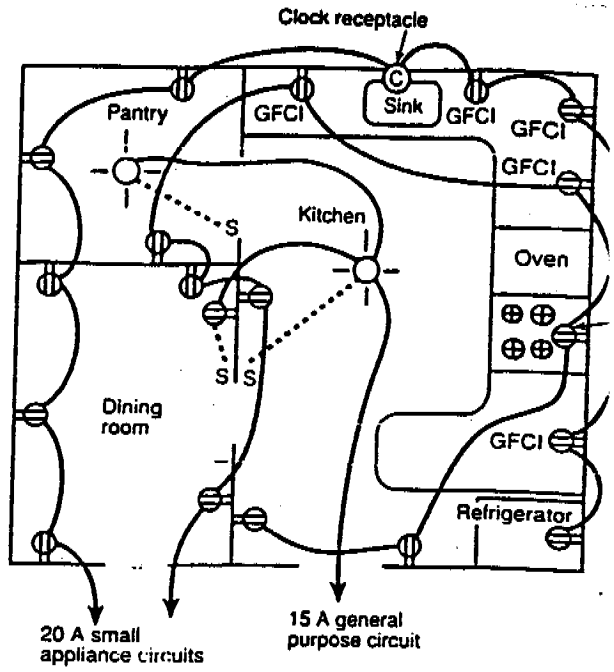 Clock receptacle
C
Pantry
GFCI
Sink
GFCI
GFCI
GFCI
S
Kitchen
Oven
S S
Dining
room
GFCI
Refrigerator
20 A small
appliance circuits
15 A general
purpose circuit